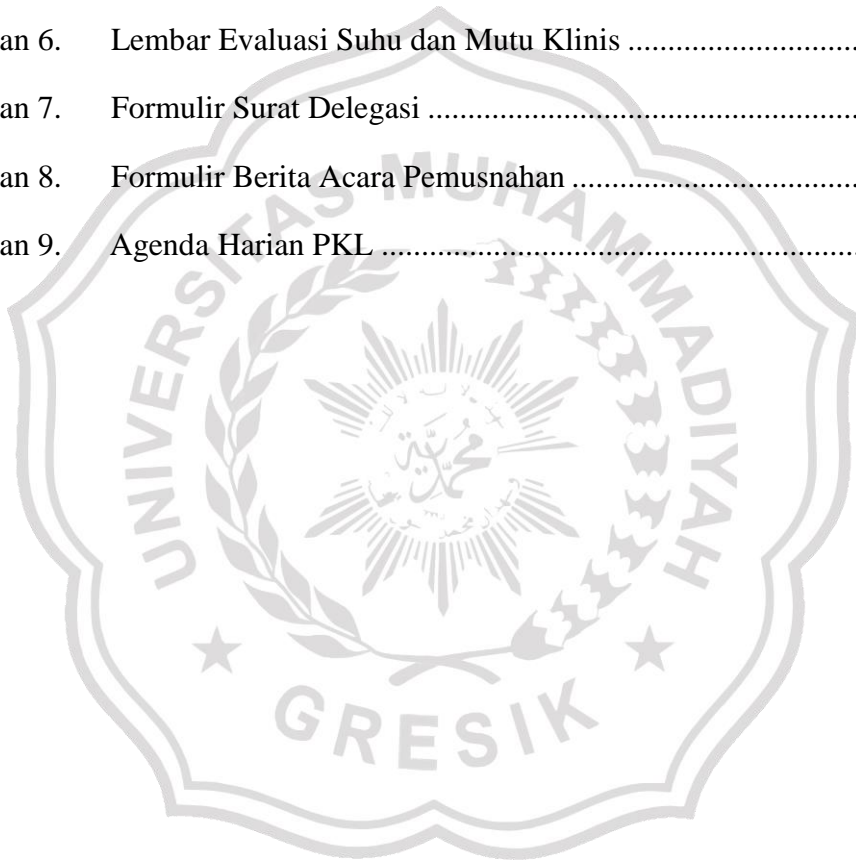 an 6. Lembar Evaluasi Suhu dan Mutu Klinis ..............................
an 7. Formulir Surat Delegasi ........................................................
an 8. Formulir Berita Acara Pemusnahan .....................................
an 9. Agenda Harian PKL ..............................................................
UNIVERSITAS MUHAMMADIYAH
GRESIK
محمد